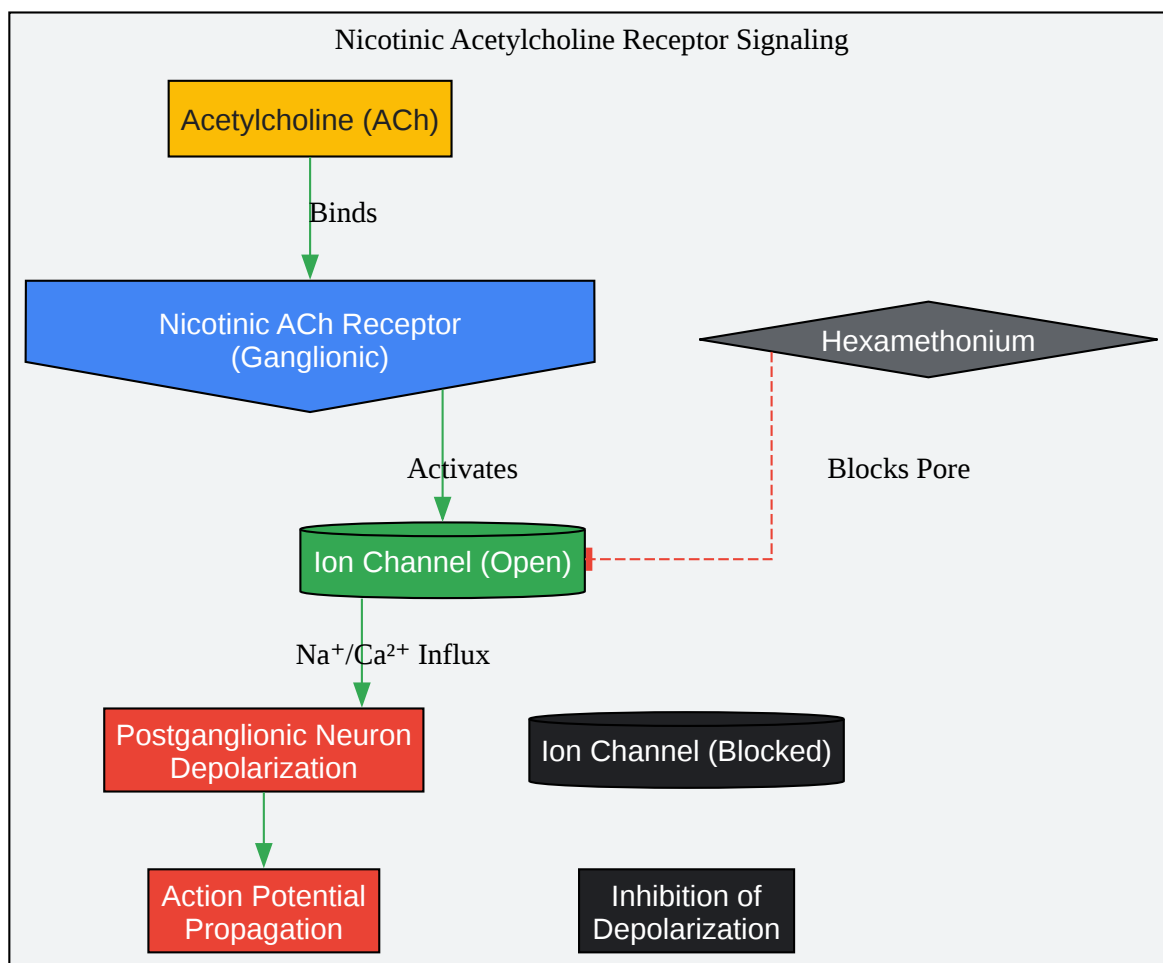 Nicotinic Acetylcholine Receptor Signaling
Acetylcholine (ACh)
Binds
Nicotinic ACh Receptor
(Ganglionic)
Hexamethonium
Activates
Blocks Pore
Ion Channel (Open)
Na⁺/Ca²⁺ Influx
Postganglionic Neuron
Depolarization
Ion Channel (Blocked)
Action Potential
Propagation
Inhibition of
Depolarization